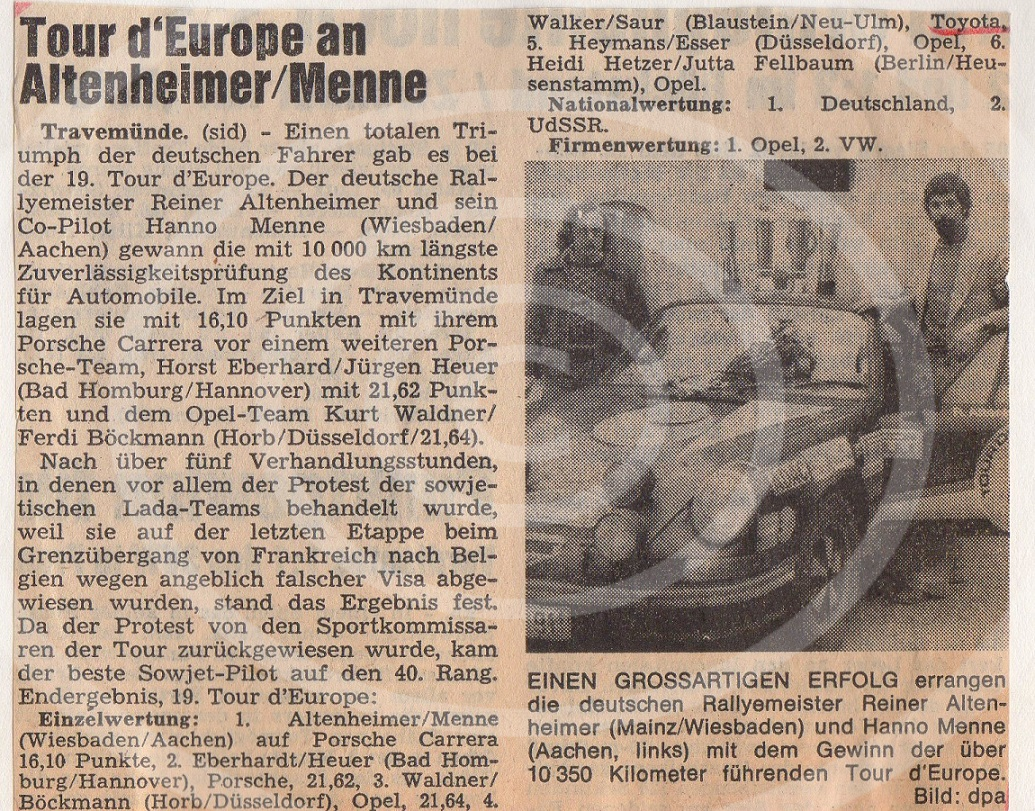 Tour d'Europe an
Altenheimer/Menne
Travemünde. (sid) - Einen totalen Tri-
umph der deutschen Fahrer gab es bei
der 19. Tour d'Europe. Der deutsche Ral-
lyemeister Reiner Altenheimer und sein
Co-Pilot Hanno Menne (Wiesbaden/
Aachen) gewann die mit 10 000 km längste
Zuverlässigkeitsprüfung des Kontinents
für Automobile. Im Ziel in Travemünde
lagen sie mit 16,10 Punkten mit ihrem
Porsche Carrera vor einem weiteren Por-
sche-Team, Horst Eberhard/Jürgen Heuer
(Bad Homburg/Hannover) mit 21,62 Punk-
ten und dem Opel-Team Kurt Waldner/
Ferdi Böckmann (Horb/Düsseldorf/21,64).
Nach über fünf Verhandlungsstunden,
in denen vor allem der Protest der sowje-
tischen Lada-Teams behandelt wurde,
weil sie auf der letzten Etappe beim
Grenzübergang von Frankreich nach Bel-
gien wegen angeblich falscher Visa abge-
wiesen wurden, stand das Ergebnis fest.
Da der Protest von den Sportkommissa-
ren der Tour zurückgewiesen wurde, kam
der beste Sowjet-Pilot auf den 40. Rang.
Endergebnis, 19. Tour d'Europe:
Einzelwertung: 1. Altenheimer/Menne
(Wiesbaden/Aachen) auf Porsche Carrera
16,10 Punkte, 2. Eberhardt/Heuer (Bad Hom-
burg/Hannover), Porsche, 21,62, 3. Waldner/
Böckmann (Horb/Düsseldorf), Opel, 21,64, 4.
Walker/Saur (Blaustein/Neu-Ulm), Toyota,
5. Heymans/Esser (Düsseldorf), Opel, 6.
Heidi Hetzer/Jutta Fellbaum (Berlin/Heu-
senstamm), Opel.
Nationalwertung: 1. Deutschland, 2.
UdSSR.
Firmenwertung: 1. Opel, 2. VW.
EINEN GROSSARTIGEN ERFOLG errangen
die deutschen Rallyemeister Reiner Alten-
heimer (Mainz/Wiesbaden) und Hanno Menne
(Aachen, links) mit dem Gewinn der über
10 350 Kilometer führenden Tour d'Europe.
Bild: dpa